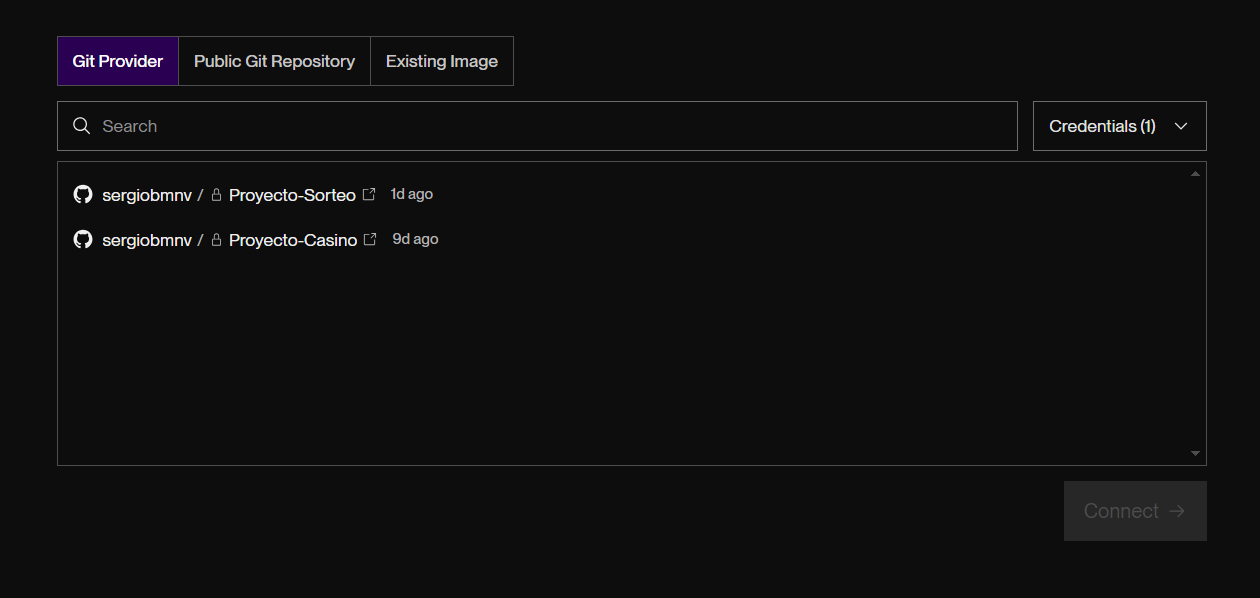 Git Provider Public Git Repository Existing Image
Search Credentials (1)
sergiobmnv / Proyecto-Sorteo 1d ago
sergiobmnv / Proyecto-Casino 9d ago
Connect →